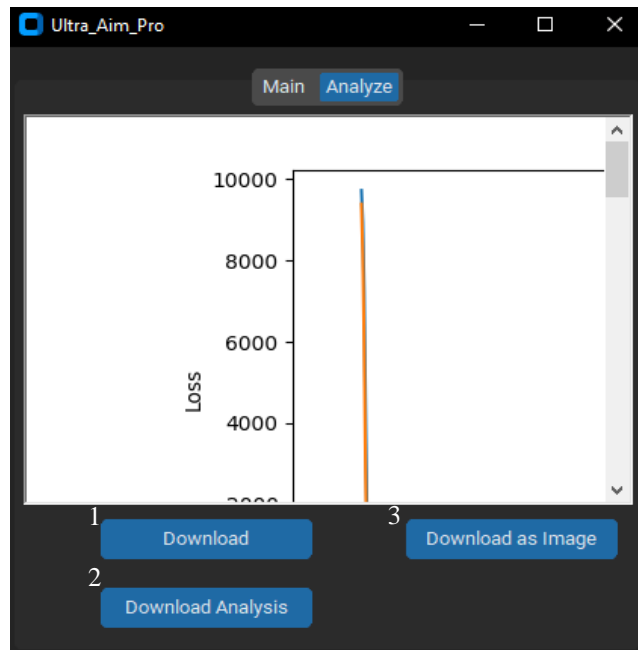 Ultra_Aim_Pro
Main Analyze
10000
8000
6000
Loss
4000
1 Download
3 Download as Image
2 Download Analysis